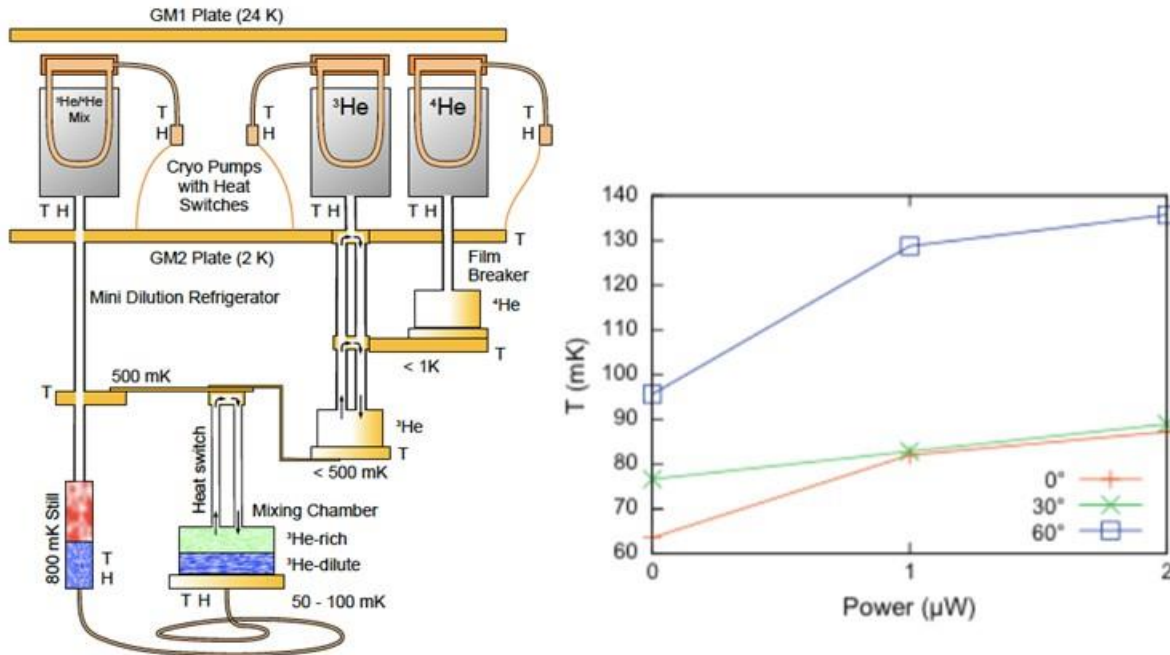 GM1 Plate (24 K)
³He/⁴He
Mix
³He
⁴He
T
H
T
H
T
H
Cryo Pumps
with Heat
Switches
T H
T H
T H
T
GM2 Plate (2 K)
Film
Breaker
⁴He
Mini Dilution Refrigerator
T
< 1K
500 mK
T
³He
T
< 500 mK
Heat switch
Mixing Chamber
³He-rich
³He-dilute
800 mK Still
T
H
T H
50 - 100 mK
140
130
120
110
100
90
80
70
60
T (mK)
0°
30°
60°
0
1
2
Power (µW)